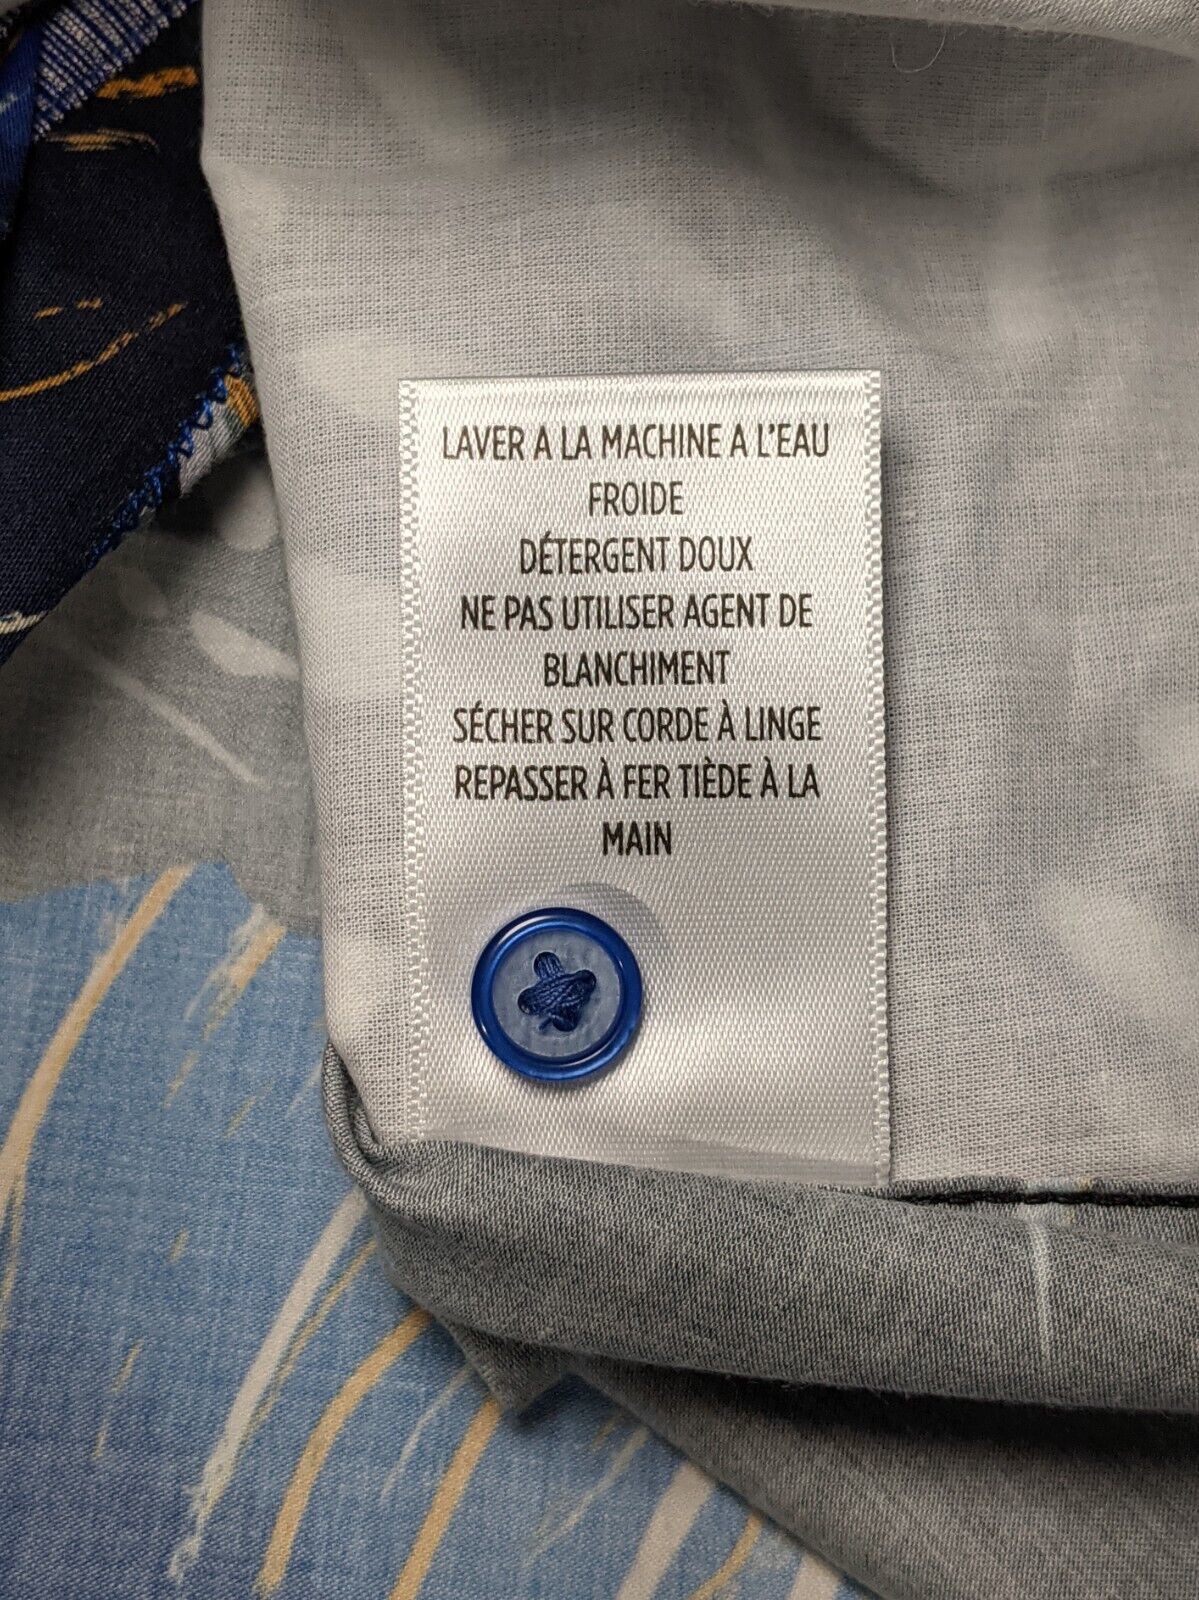 LAVER A LA MACHINE A L'EAU
FROIDE
DÉTERGENT DOUX
NE PAS UTILISER AGENT DE
BLANCHIMENT
SÉCHER SUR CORDE À LINGE
REPASSER À FER TIÈDE À LA
MAIN